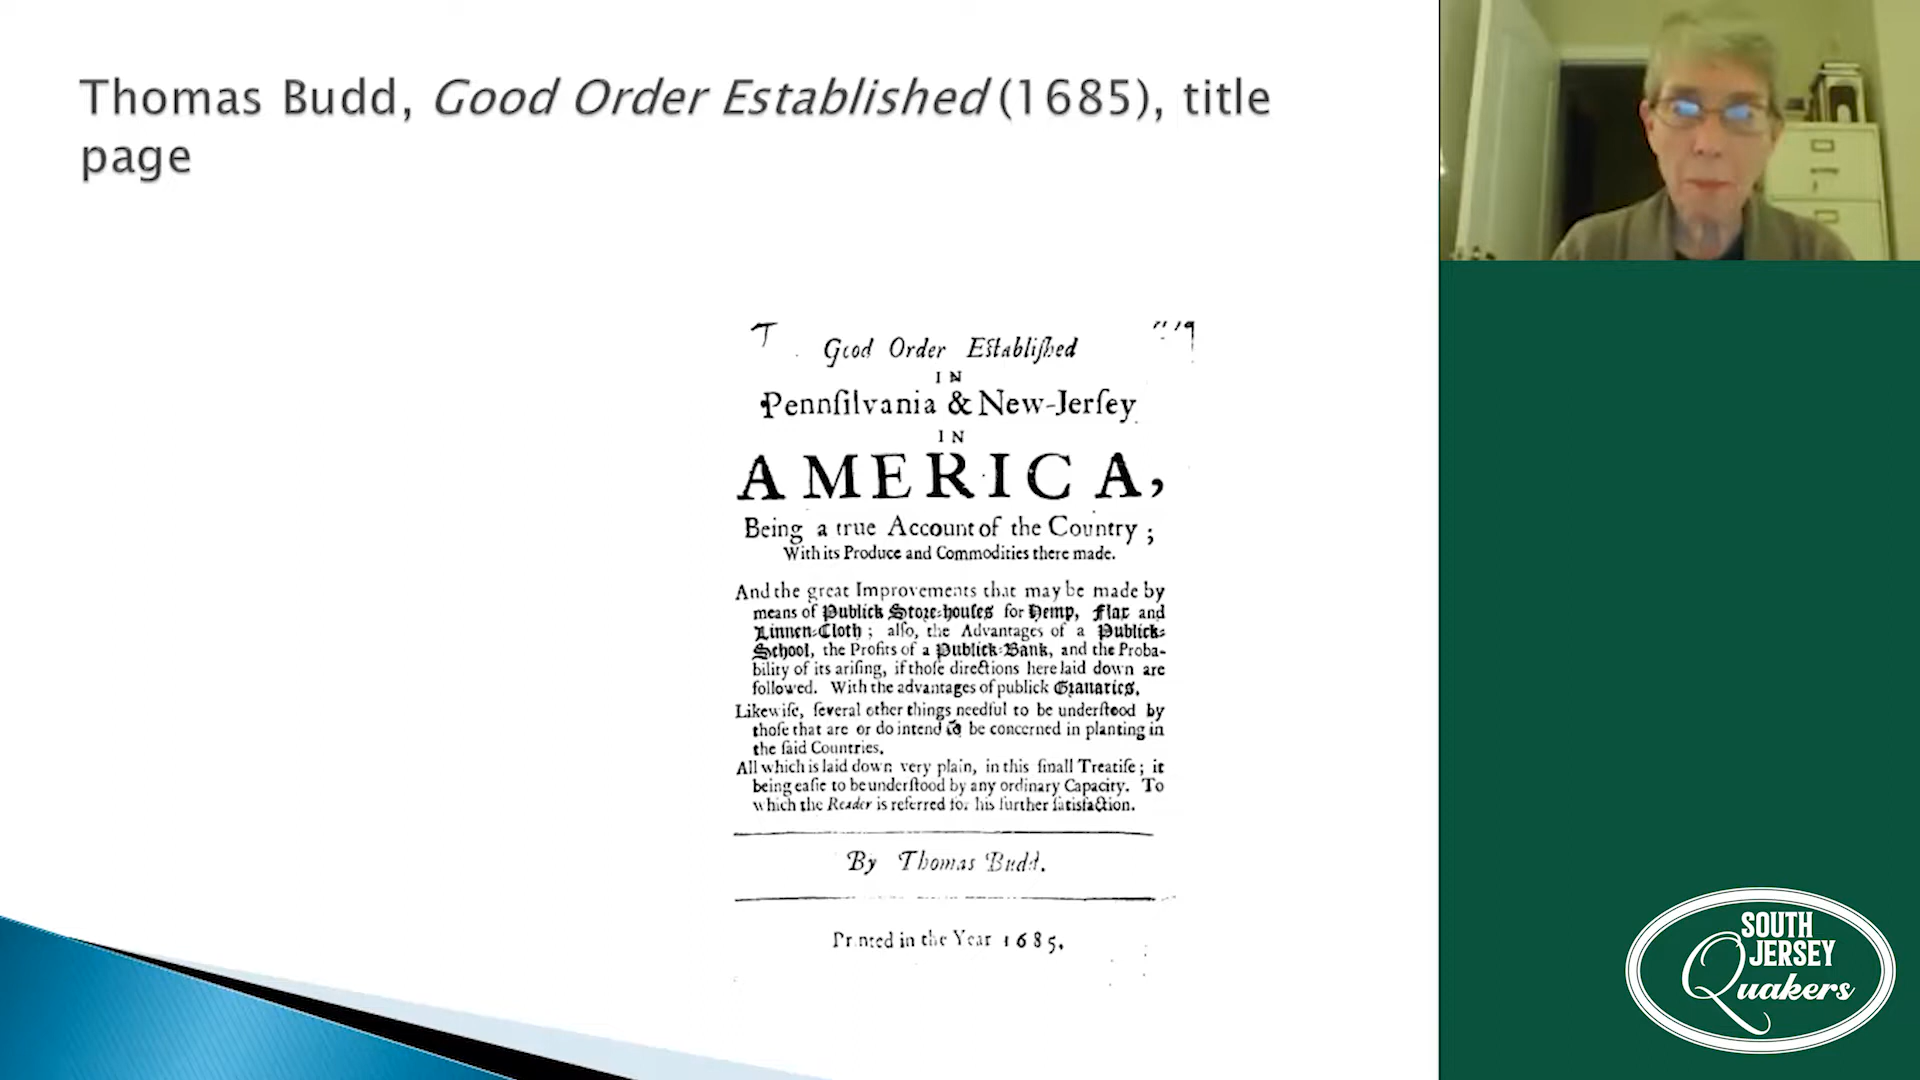 Thomas Budd, Good Order Established (1685), title
page
Good Order Eſtabliſhed
IN
Pennſilvania & New-Jerſey
IN
AMERICA,
Being a true Account of the Country ;
With its Produce and Commodities there made.
And the great Improvements that may be made by
means of Publick Store-houſes for Hemp, Flax and
Linnen-Cloth ; alſo, the Advantages of a Publick-
School, the Profits of a Publick-Bank, and the Proba-
bility of its ariſing, if thoſe directions here laid down are
followed. With the advantages of publick Granaries.
Likewiſe, ſeveral other things needful to be underſtood by
thoſe that are or do intend to be concerned in planting in
the ſaid Countries.
All which is laid down very plain, in this ſmall Treatiſe ; it
being eaſie to be underſtood by any ordinary Capacity. To
which the Reader is referred for his further ſatisfaction.
By Thomas Budd.
Printed in the Year 1685.
SOUTH
JERSEY
Quakers